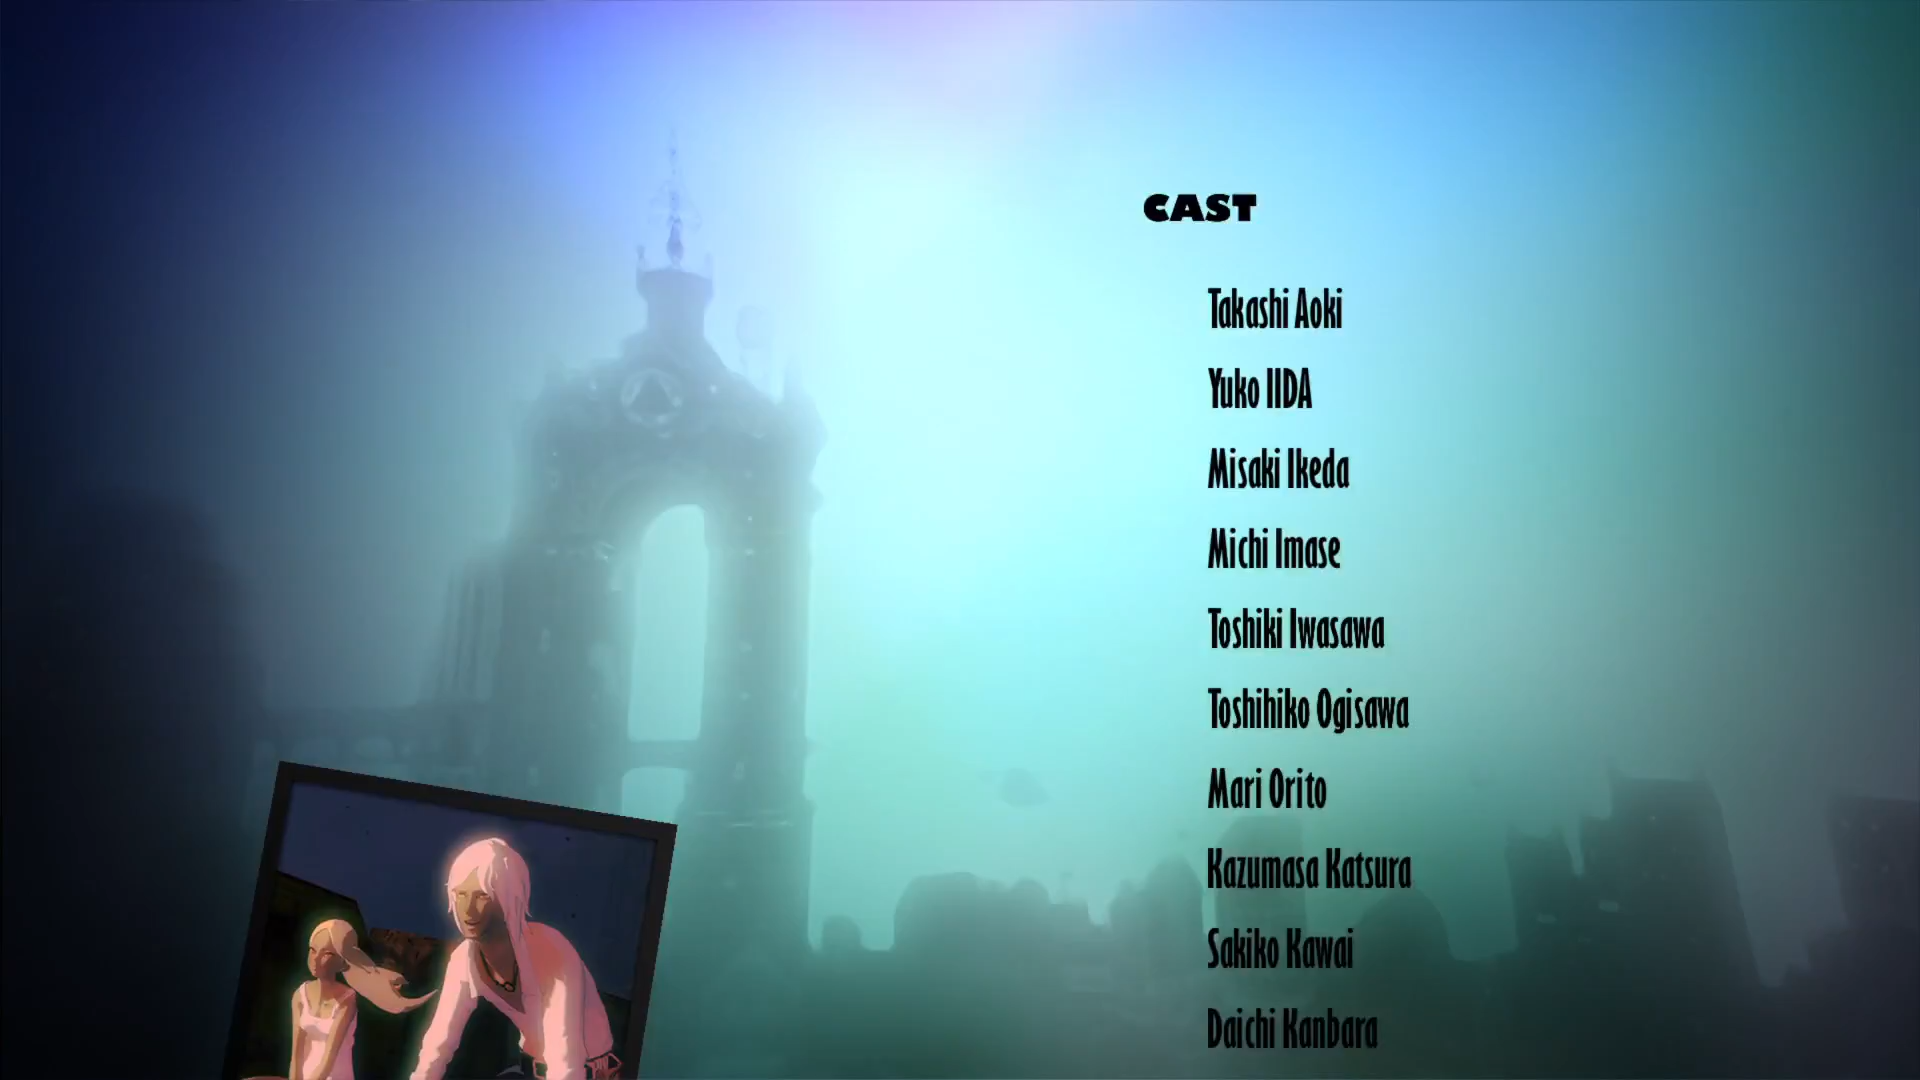 CAST
Takashi Aoki
Yuko IIDA
Misaki Ikeda
Michi Imase
Toshiki Iwasawa
Toshihiko Ogisawa
Mari Orito
Kazumasa Katsura
Sakiko Kawai
Daichi Kanbara